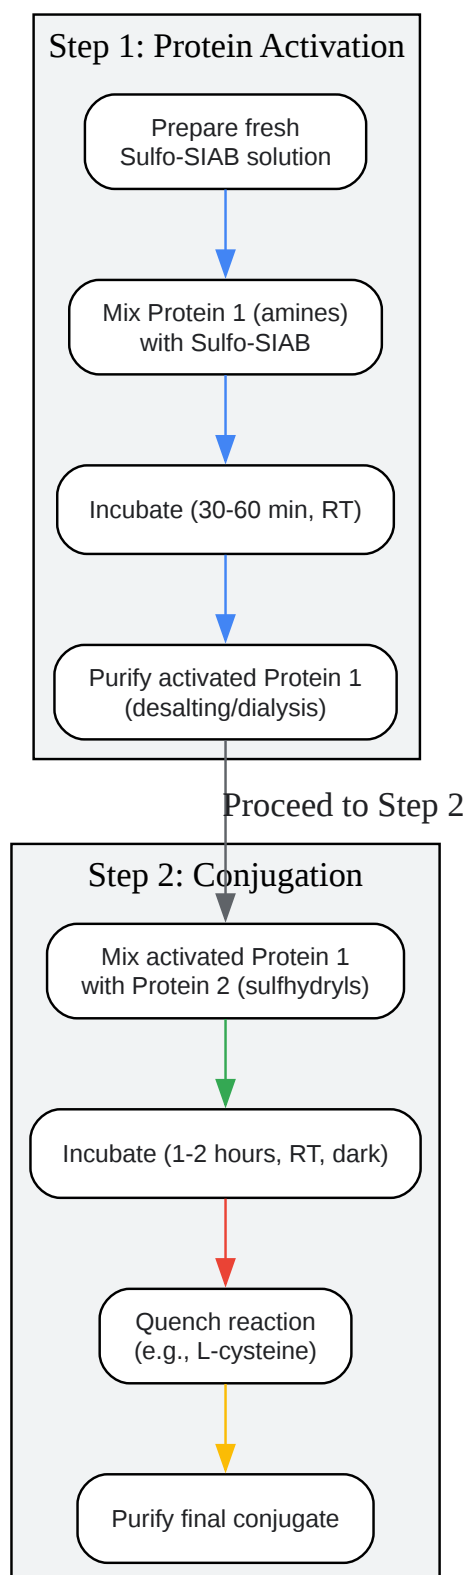 Step 1: Protein Activation
Prepare fresh
Sulfo-SIAB solution
Mix Protein 1 (amines)
with Sulfo-SIAB
Incubate (30-60 min, RT)
Purify activated Protein 1
(desalting/dialysis)
Proceed to Step 2
Step 2: Conjugation
Mix activated Protein 1
with Protein 2 (sulfhydryls)
Incubate (1-2 hours, RT, dark)
Quench reaction
(e.g., L-cysteine)
Purify final conjugate